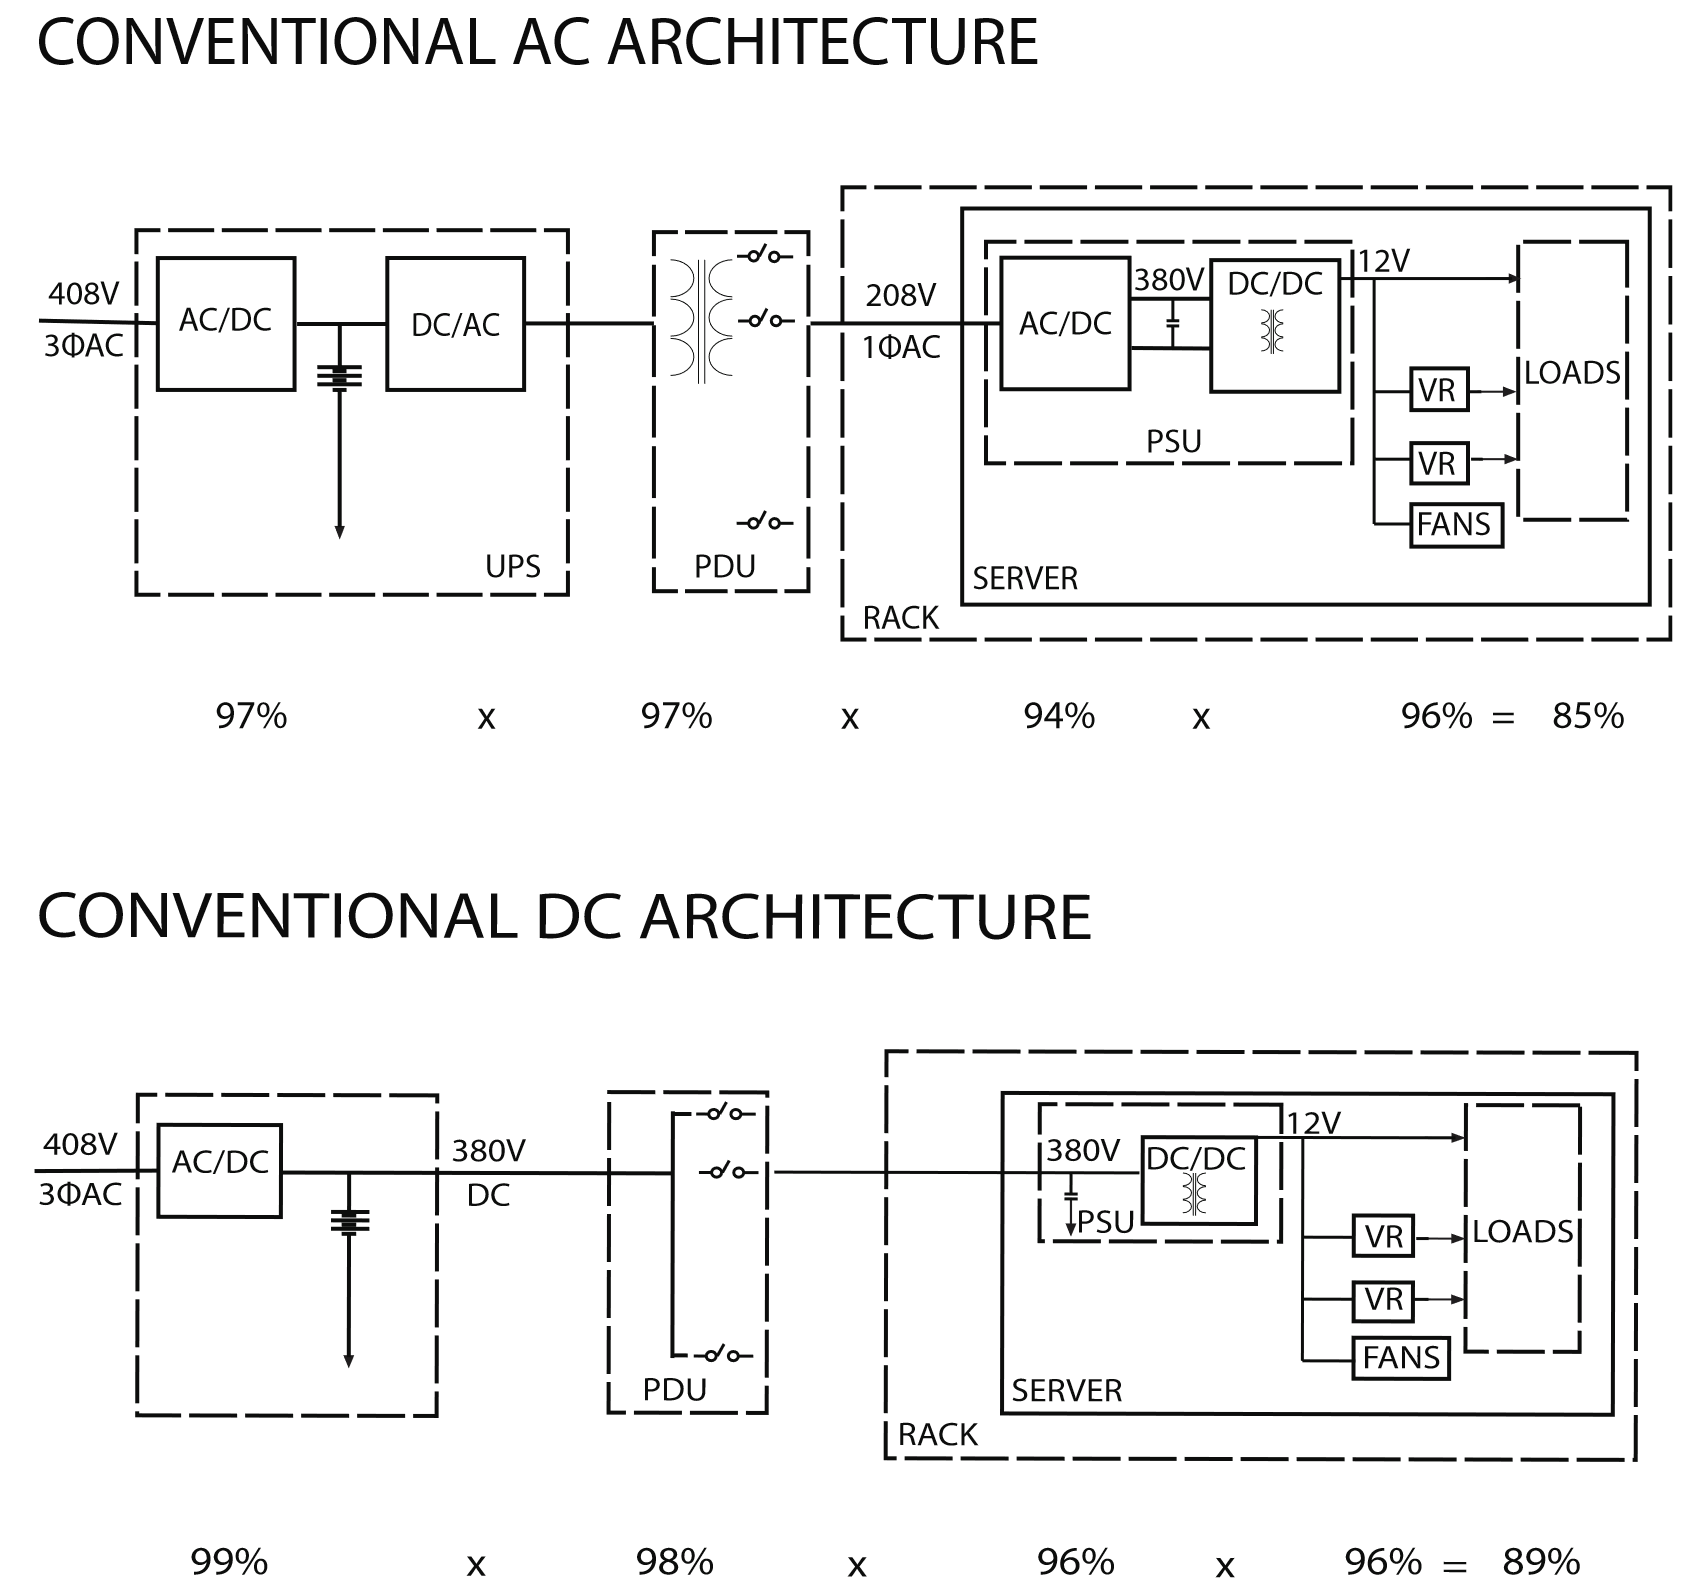 CONVENTIONAL AC ARCHITECTURE
408V
3ΦAC
AC/DC
DC/AC
UPS
PDU
208V
1ΦAC
AC/DC
380V
DC/DC
PSU
12V
VR
VR
FANS
LOADS
SERVER
RACK
97% x 97% x 94% x 96% = 85%
CONVENTIONAL DC ARCHITECTURE
408V
3ΦAC
AC/DC
380V
DC
PDU
380V
DC/DC
PSU
12V
VR
VR
FANS
LOADS
SERVER
RACK
99% x 98% x 96% x 96% = 89%